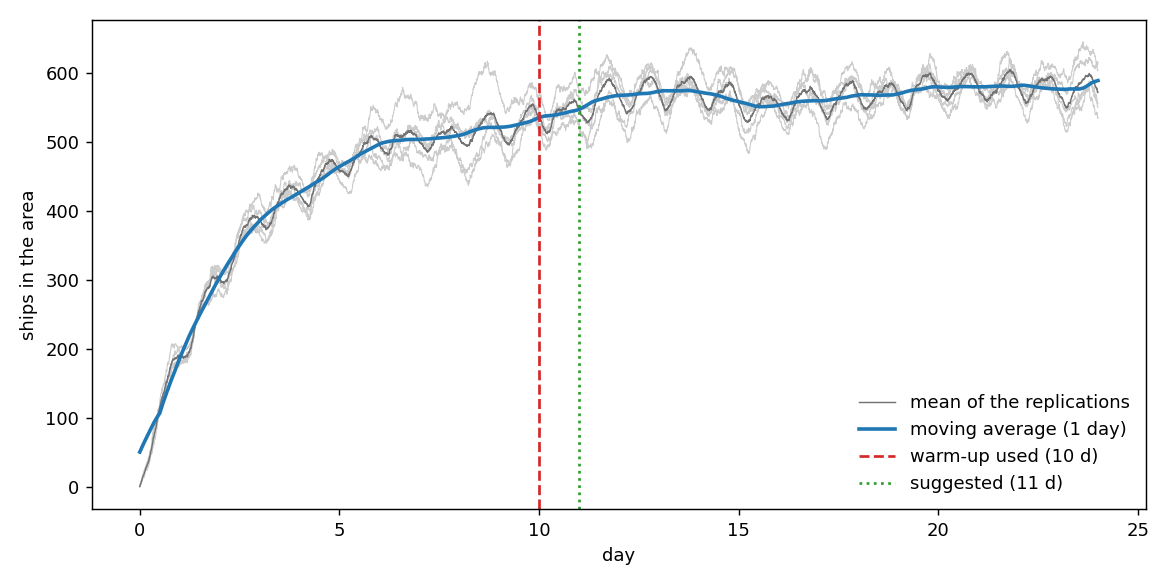 600
500
400
300
200
100
0
ships in the area
mean of the replications
moving average (1 day)
warm-up used (10 d)
suggested (11 d)
0 5 10 15 20 25
day